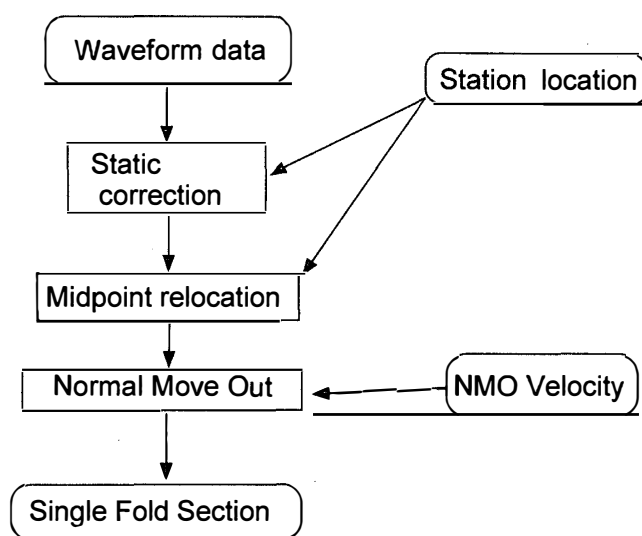 Waveform data
Station location
Static
correction
Midpoint relocation
Normal Move Out
NMO Velocity
Single Fold Section